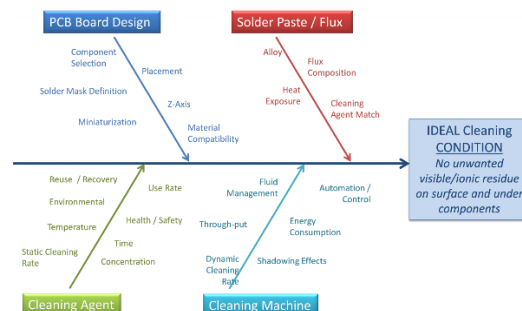 PCB Board Design
Solder Paste / Flux
Component
Selection
Placement
Solder Mask Definition
Z-Axis
Miniaturization
Material
Compatibility
Alloy
Flux
Composition
Heat
Exposure
Cleaning
Agent Match
IDEAL Cleaning
CONDITION
No unwanted
visible/ionic residue
on surface and under
components
Reuse / Recovery
Use Rate
Environmental
Health / Safety
Temperature
Time
Static Cleaning
Rate
Concentration
Fluid
Management
Automation /
Control
Through-put
Energy
Consumption
Dynamic
Cleaning
Rate
Shadowing Effects
Cleaning Agent
Cleaning Machine